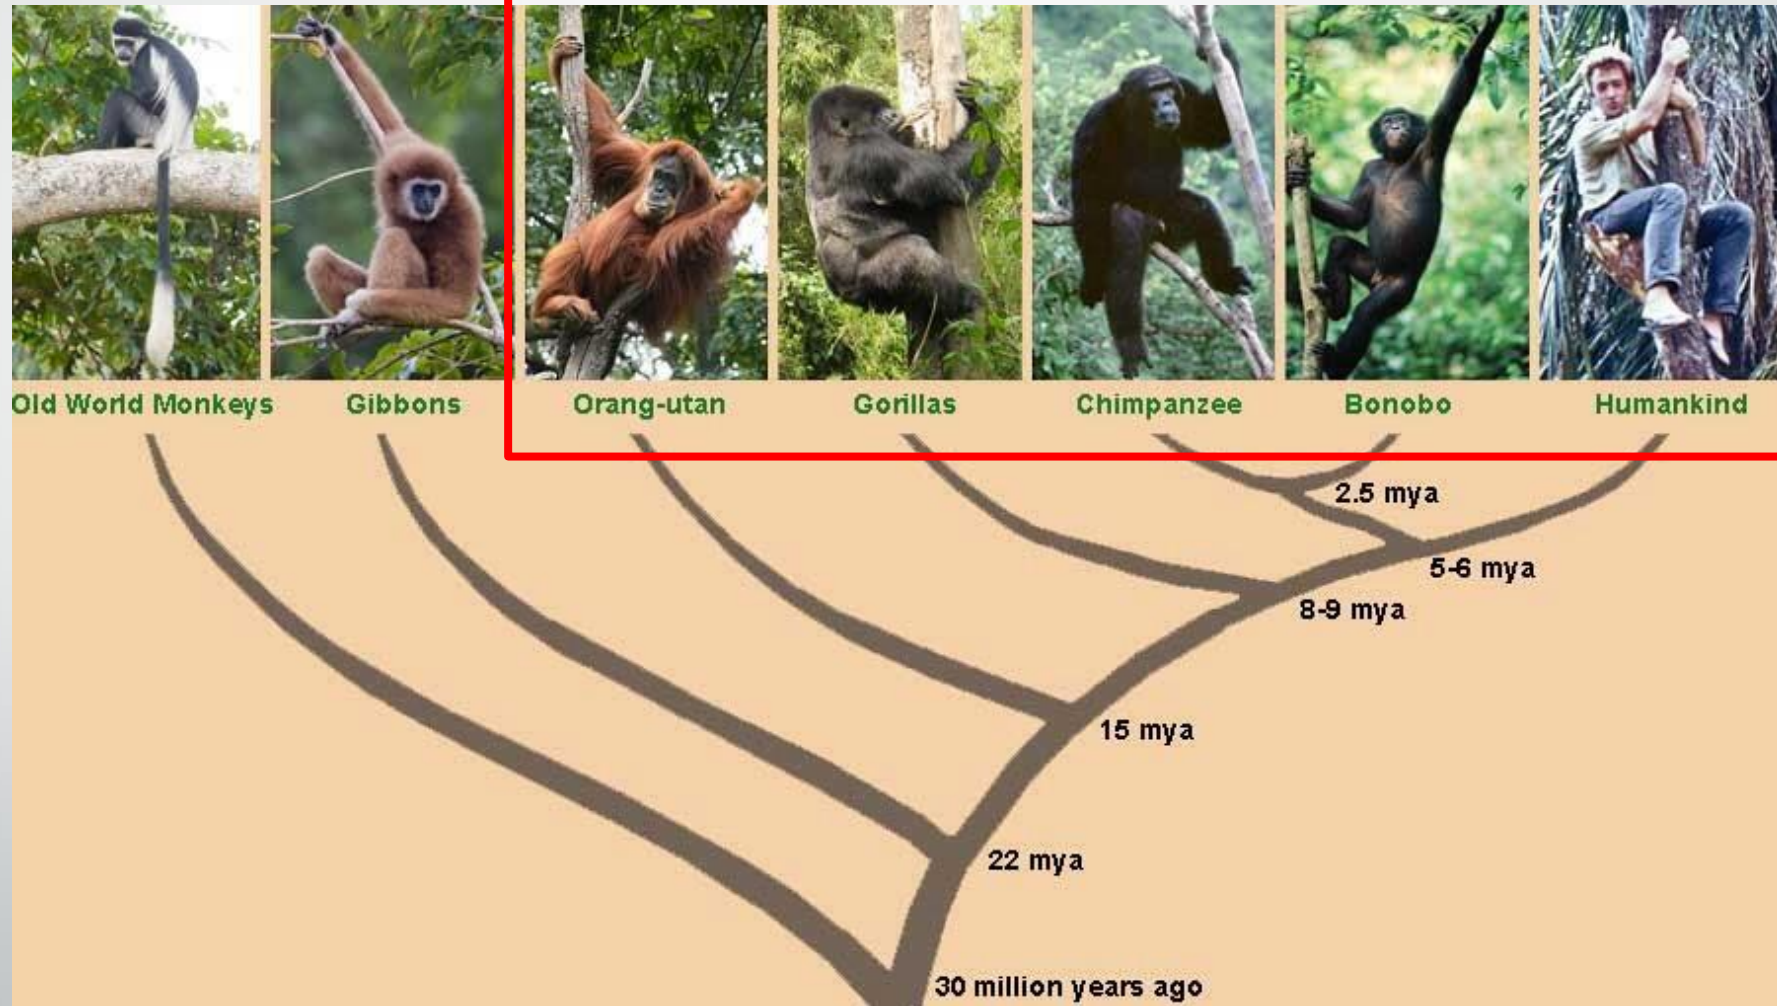 Old World Monkeys
Gibbons
Orang-utan
Gorillas
Chimpanzee
Bonobo
Humankind
2.5 mya
5-6 mya
8-9 mya
15 mya
22 mya
30 million years ago